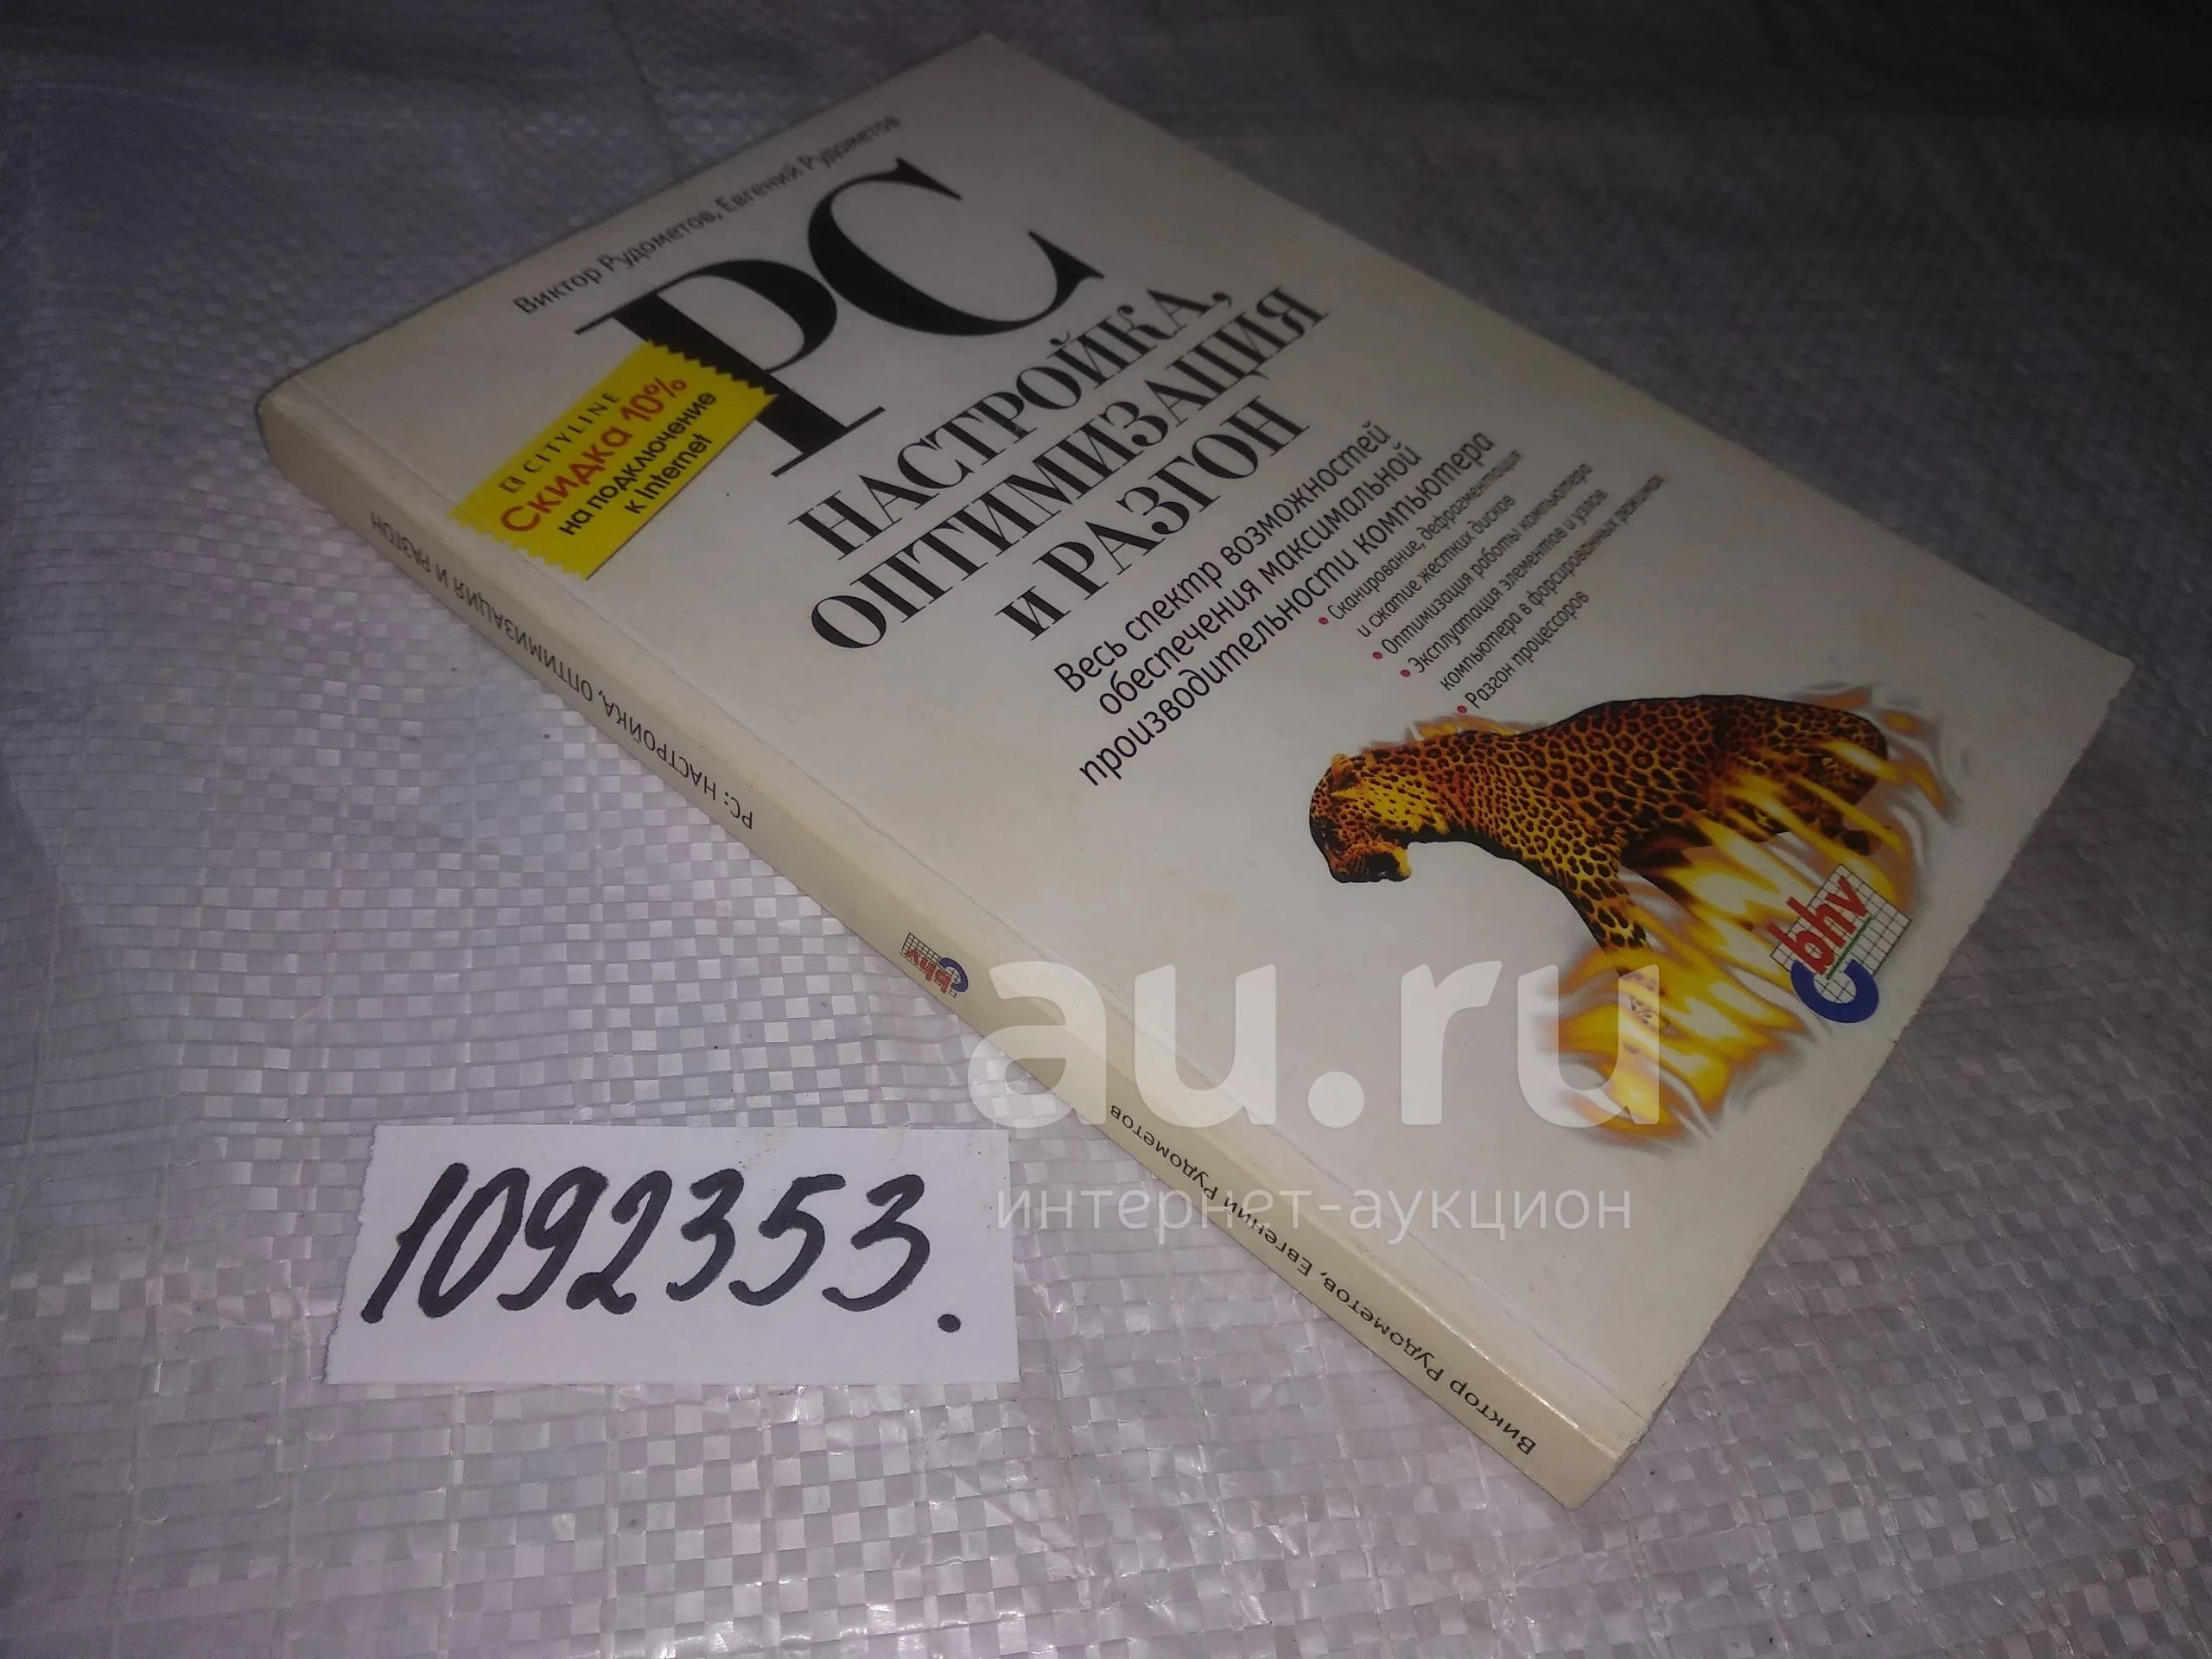 Виктор Рудометов, Евгений Рудометов
PC
НАСТРОЙКА,
ОПТИМИЗАЦИЯ
И РАЗГОН
CITYLINE
Скидка 10%
на подключение
к Internet
Весь спектр возможностей
обеспечения максимальной
производительности компьютера
• Сканирование, дефрагментация
и сжатие жестких дисков
• Оптимизация работы компьютера
• Эксплуатация элементов и узлов
компьютера в форсированных режимах
• Разгон процессоров
bhv
PC: НАСТРОЙКА, ОПТИМИЗАЦИЯ И РАЗГОН
bhv
Виктор Рудометов, Евгений Рудометов
au.ru
интернет-аукцион
1092353.